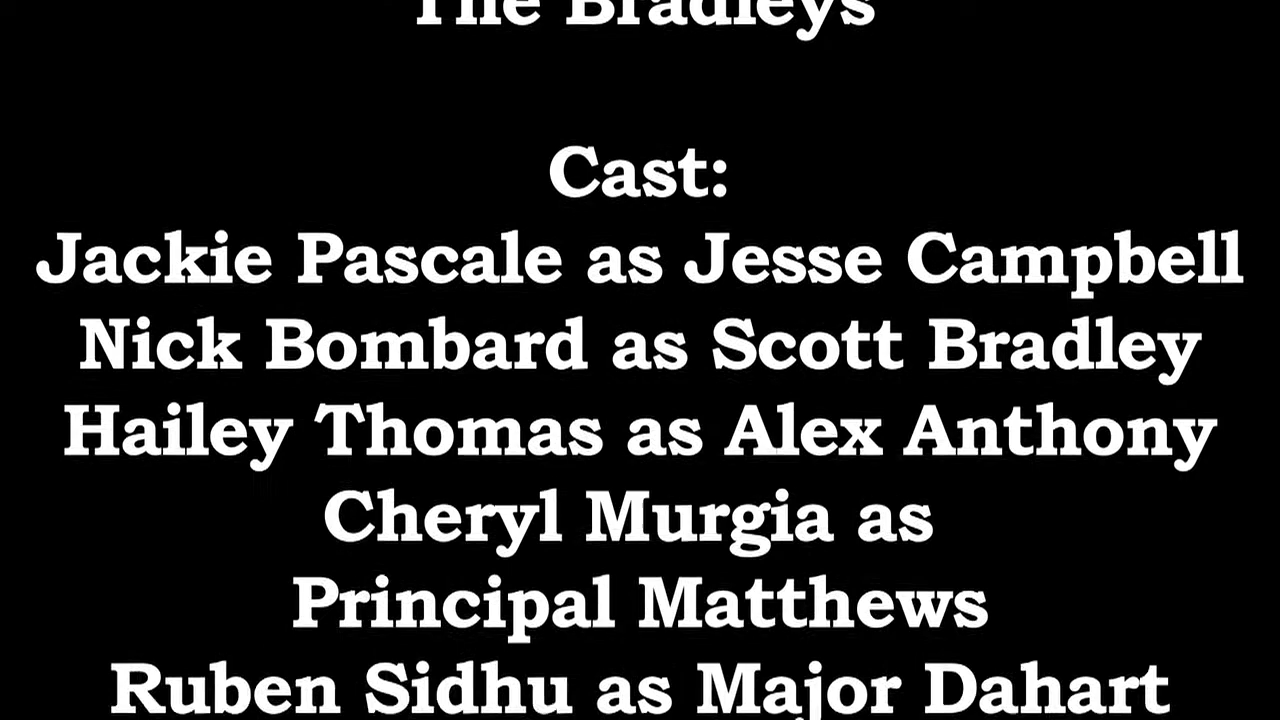 The Bradleys
Cast:
Jackie Pascale as Jesse Campbell
Nick Bombard as Scott Bradley
Hailey Thomas as Alex Anthony
Cheryl Murgia as
Principal Matthews
Ruben Sidhu as Major Dahart